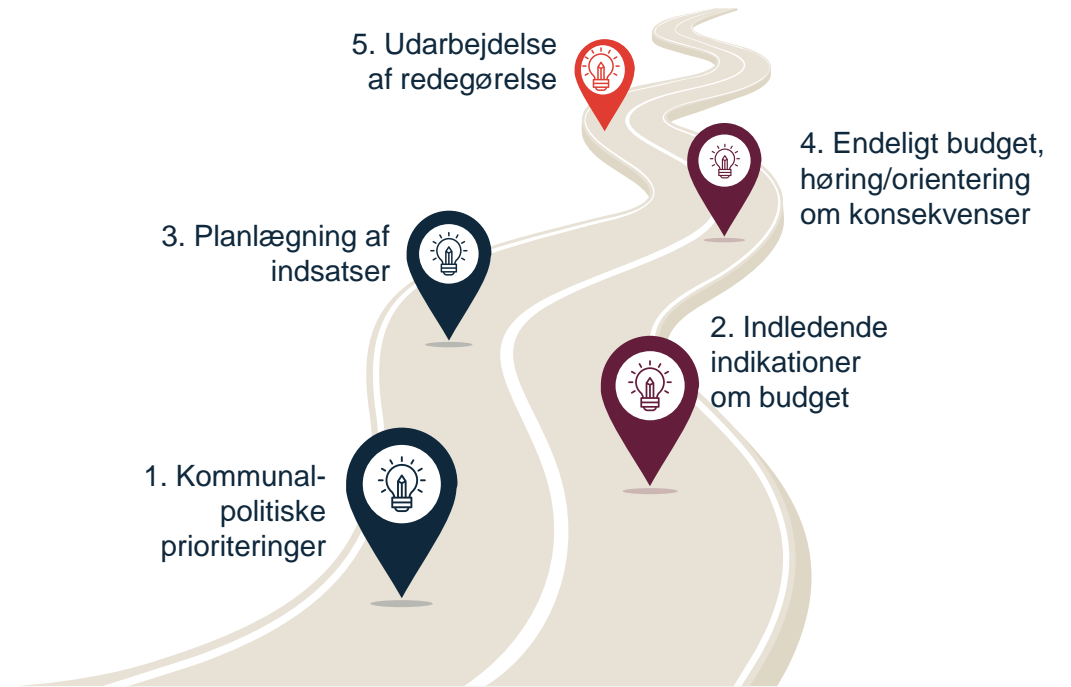 5. Udarbejdelse
af redegørelse
4. Endeligt budget,
høring/orientering
om konsekvenser
3. Planlægning af
indsatser
2. Indledende
indikationer
om budget
1. Kommunal-
politiske
prioriteringer